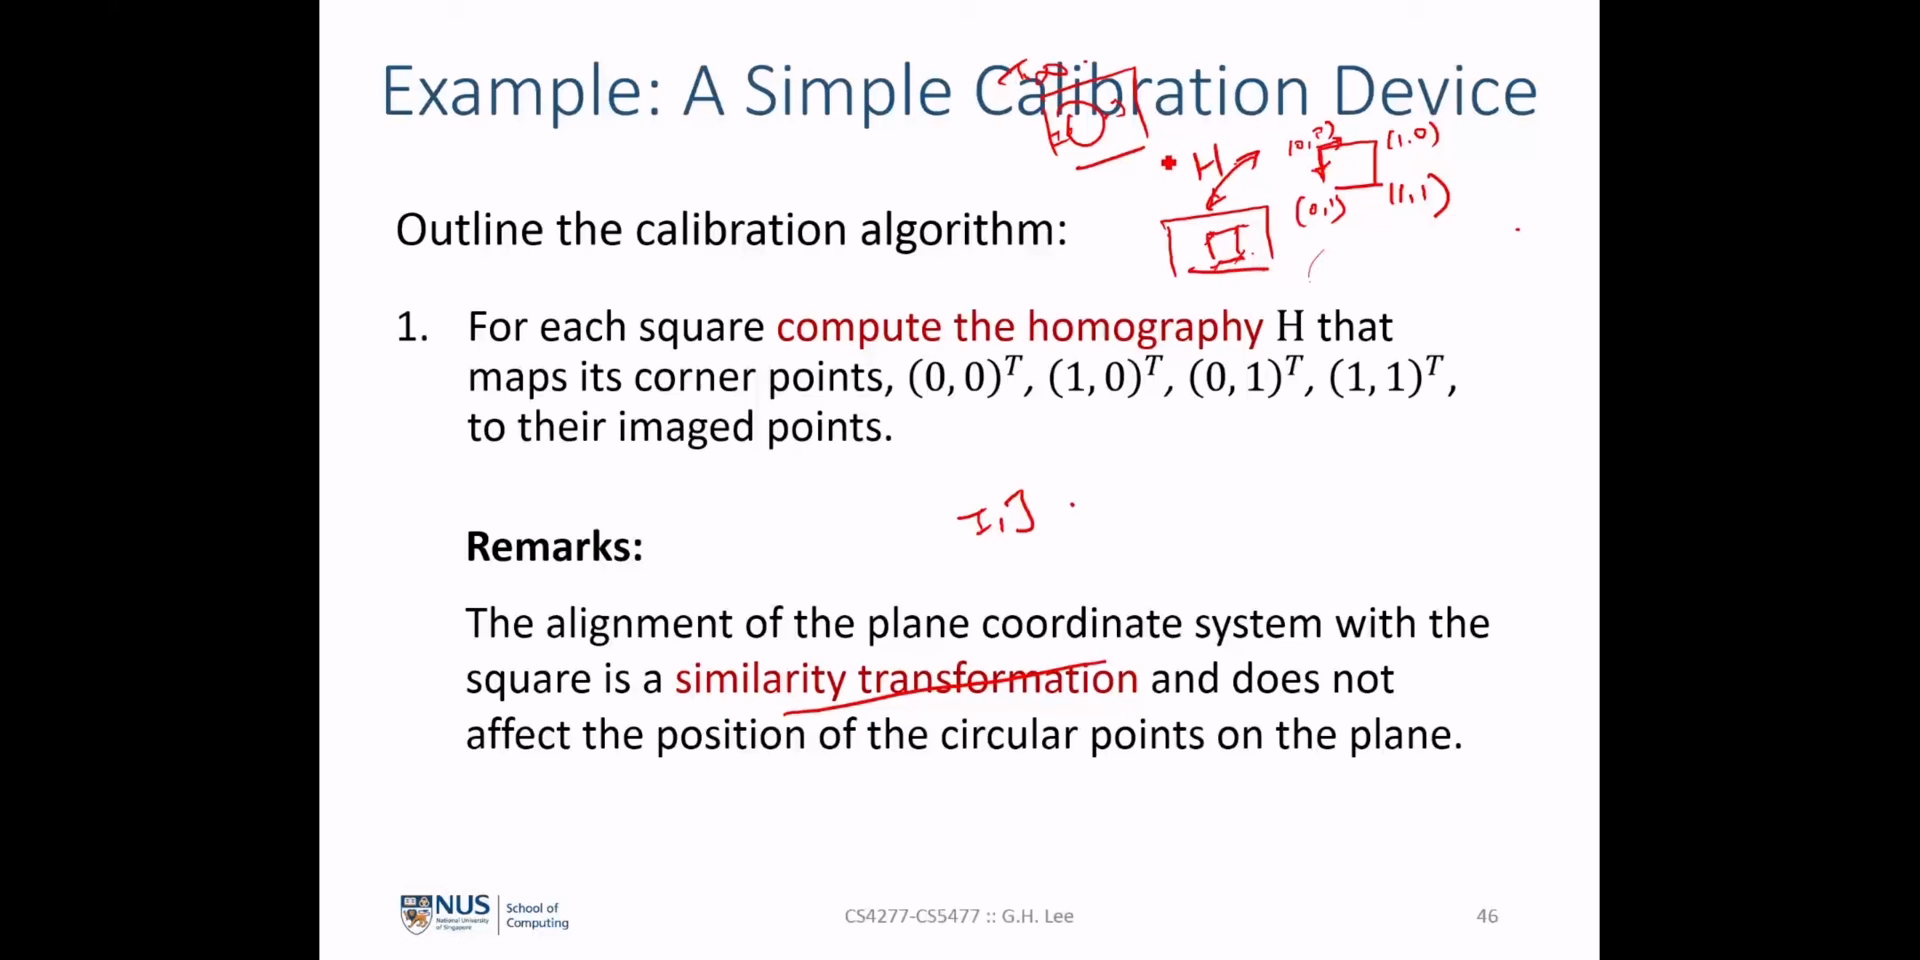 Example: A Simple Calibration Device
H
(1,0)
(0,1)
(1,1)
Outline the calibration algorithm:
1. For each square compute the homography H that
maps its corner points, (0, 0)ᵀ, (1, 0)ᵀ, (0, 1)ᵀ, (1, 1)ᵀ,
to their imaged points.
I, J
Remarks:
The alignment of the plane coordinate system with the
square is a similarity transformation and does not
affect the position of the circular points on the plane.
NUS
National University
of Singapore
School of
Computing
CS4277-CS5477 :: G.H. Lee
46